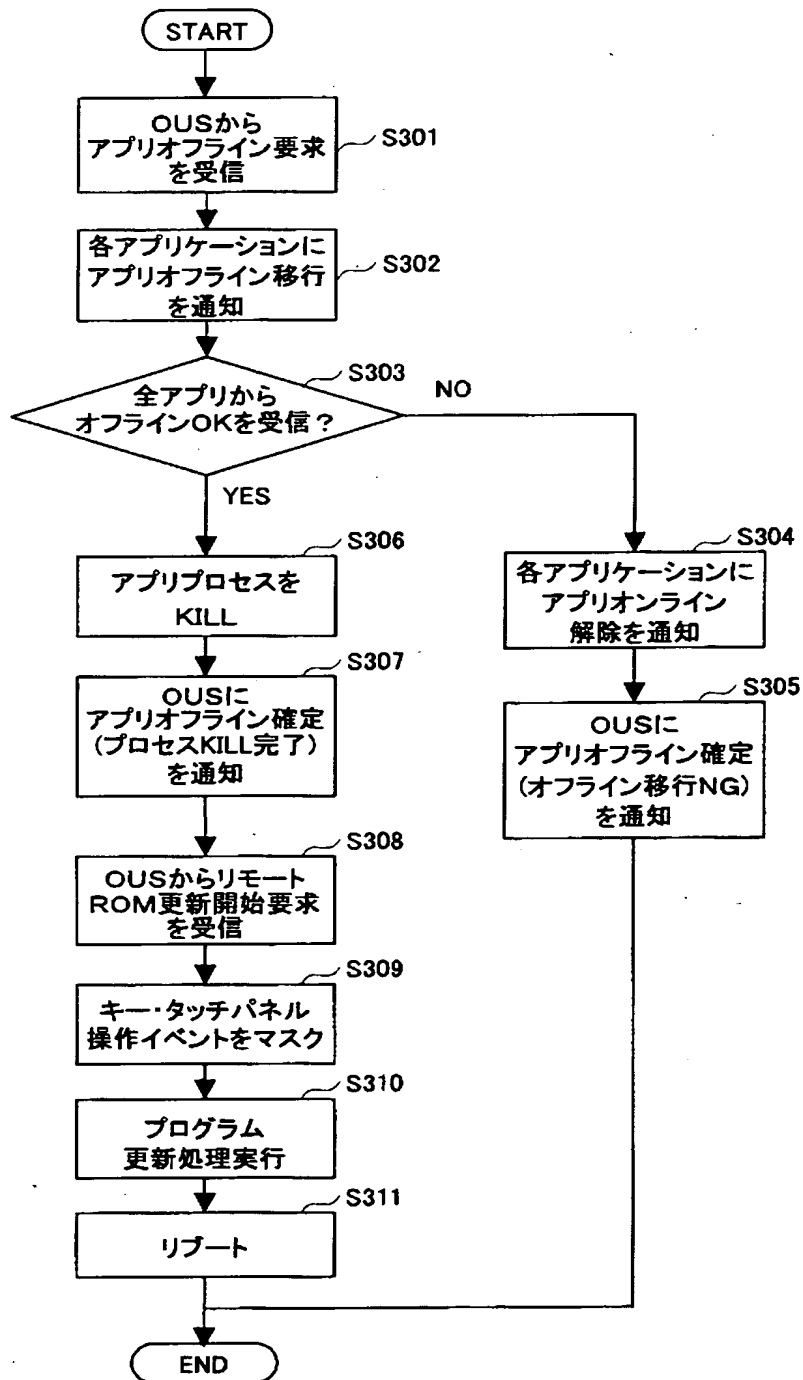 START
OUSから
アプリオフライン要求
を受信
S301
各アプリケーションに
アプリオフライン移行
を通知
S302
S303
全アプリから
オフラインOKを受信？
NO
YES
S304
各アプリケーションに
アプリオンライン
解除を通知
S305
OUSに
アプリオフライン確定
(オフライン移行NG)
を通知
S306
アプリプロセスを
KILL
S307
OUSに
アプリオフライン確定
(プロセスKILL完了)
を通知
S308
OUSからリモート
ROM更新開始要求
を受信
S309
キー・タッチパネル
操作イベントをマスク
S310
プログラム
更新処理実行
S311
リブート
END